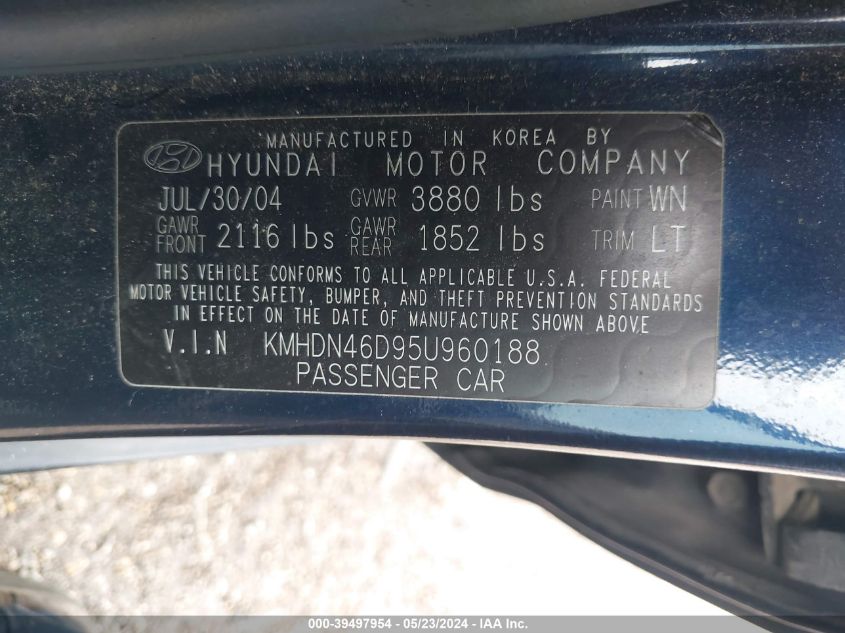 MANUFACTURED IN KOREA BY
HYUNDAI MOTOR COMPANY
JUL/30/04 GVWR 3880 lbs PAINT WN
GAWR FRONT 2116 lbs GAWR REAR 1852 lbs TRIM LT
THIS VEHICLE CONFORMS TO ALL APPLICABLE U.S.A. FEDERAL
MOTOR VEHICLE SAFETY, BUMPER, AND THEFT PREVENTION STANDARDS
IN EFFECT ON THE DATE OF MANUFACTURE SHOWN ABOVE
V.I.N KMHDN46D95U960188
PASSENGER CAR
000-39497954 - 05/23/2024 - IAA Inc.